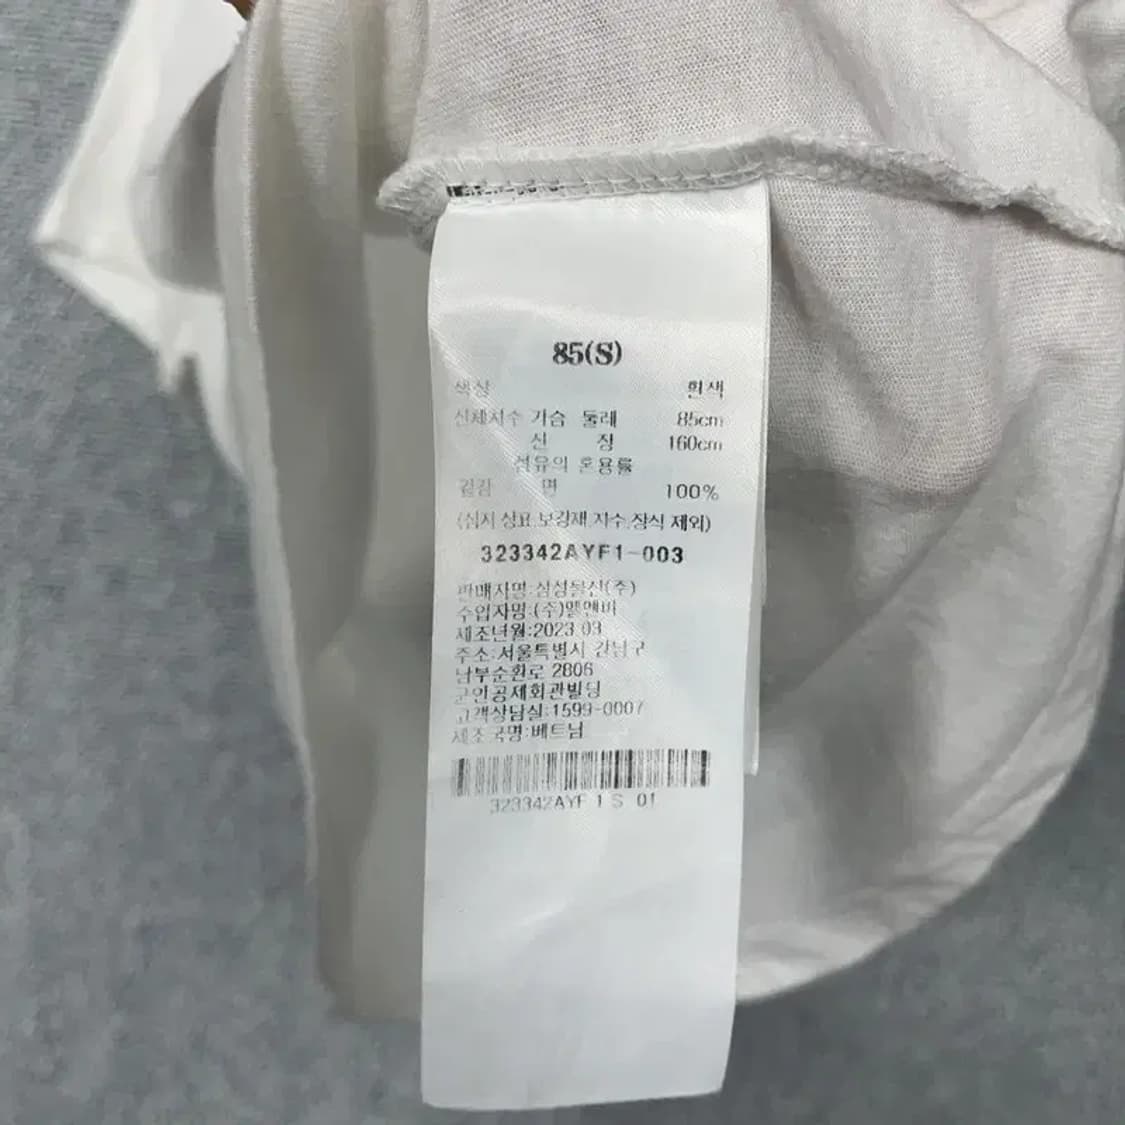 85(S)
색상 흰색
신체치수 가슴 둘레 85cm
신 장 160cm
섬유의 혼용률
겉감 면 100%
(심지,상표,보강재,자수,장식 제외)
323342AYF1-003
판매자명:삼성물산(주)
수입자명:(주)멜앤바
제조년월:2023.03
주소:서울특별시 강남구
남부순환로 2806
군인공제회관빌딩
고객상담실:1599-0007
제조국명:베트남
323342AYF1 S 01